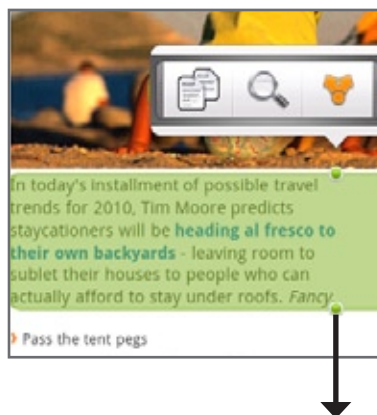 In today's installment of possible travel
trends for 2010, Tim Moore predicts
staycationers will be heading al fresco to
their own backyards - leaving room to
sublet their houses to people who can
actually afford to stay under roofs. Fancy.
Pass the tent pegs